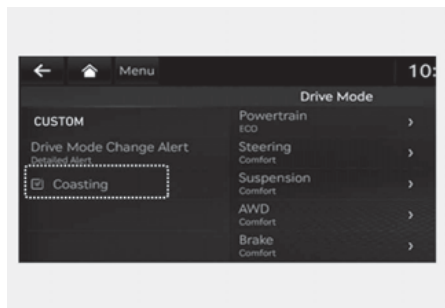 Menu
10:
Drive Mode
CUSTOM
Drive Mode Change Alert
Detailed Alert
Coasting
Powertrain
ECO
Steering
Comfort
Suspension
Comfort
AWD
Comfort
Brake
Comfort